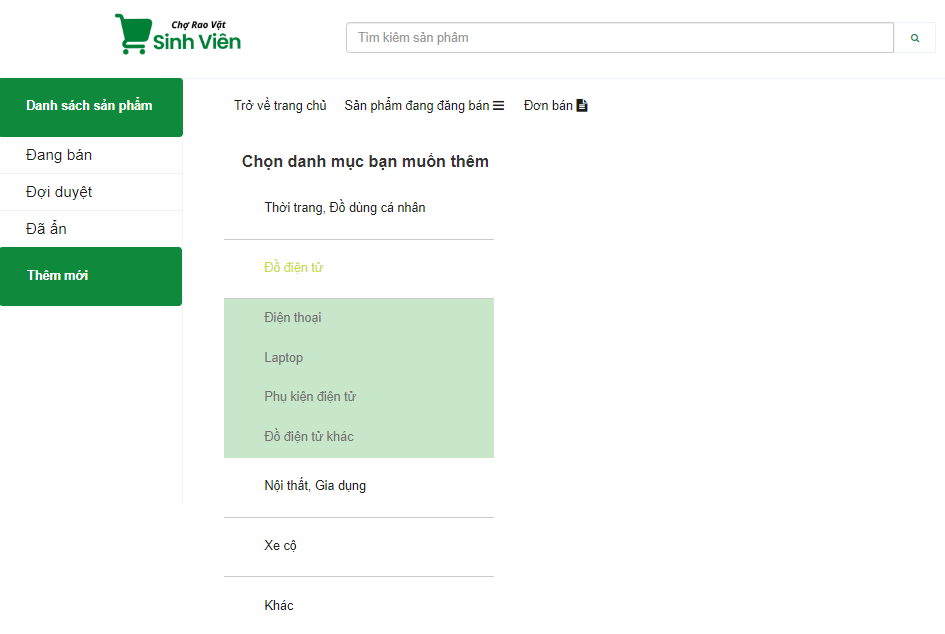 Chợ Rao Vặt
Sinh Viên
Tìm kiếm sản phẩm
Danh sách sản phẩm
Đang bán
Đợi duyệt
Đã ẩn
Thêm mới
Trở về trang chủ
Sản phẩm đang đăng bán
Đơn bán
Chọn danh mục bạn muốn thêm
Thời trang, Đồ dùng cá nhân
Đồ điện tử
Điện thoại
Laptop
Phụ kiện điện tử
Đồ điện tử khác
Nội thất, Gia dụng
Xe cộ
Khác